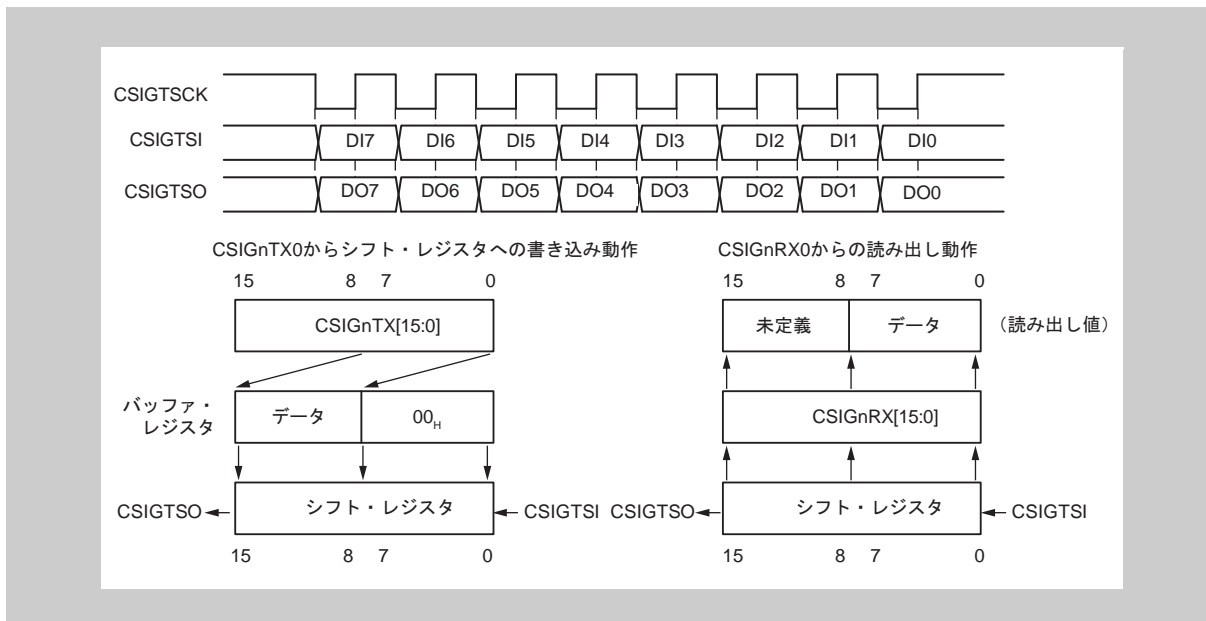 CSIGTSCK
CSIGTSI DI7 DI6 DI5 DI4 DI3 DI2 DI1 DI0
CSIGTSO DO7 DO6 DO5 DO4 DO3 DO2 DO1 DO0
CSIGnTX0からシフト・レジスタへの書き込み動作
15 8 7 0
CSIGnTX[15:0]
バッファ・
レジスタ
データ 00H
CSIGTSO シフト・レジスタ CSIGTSI
15 8 7 0
CSIGnRX0からの読み出し動作
15 8 7 0
未定義 データ (読み出し値)
CSIGnRX[15:0]
CSIGTSO シフト・レジスタ CSIGTSI
15 8 7 0